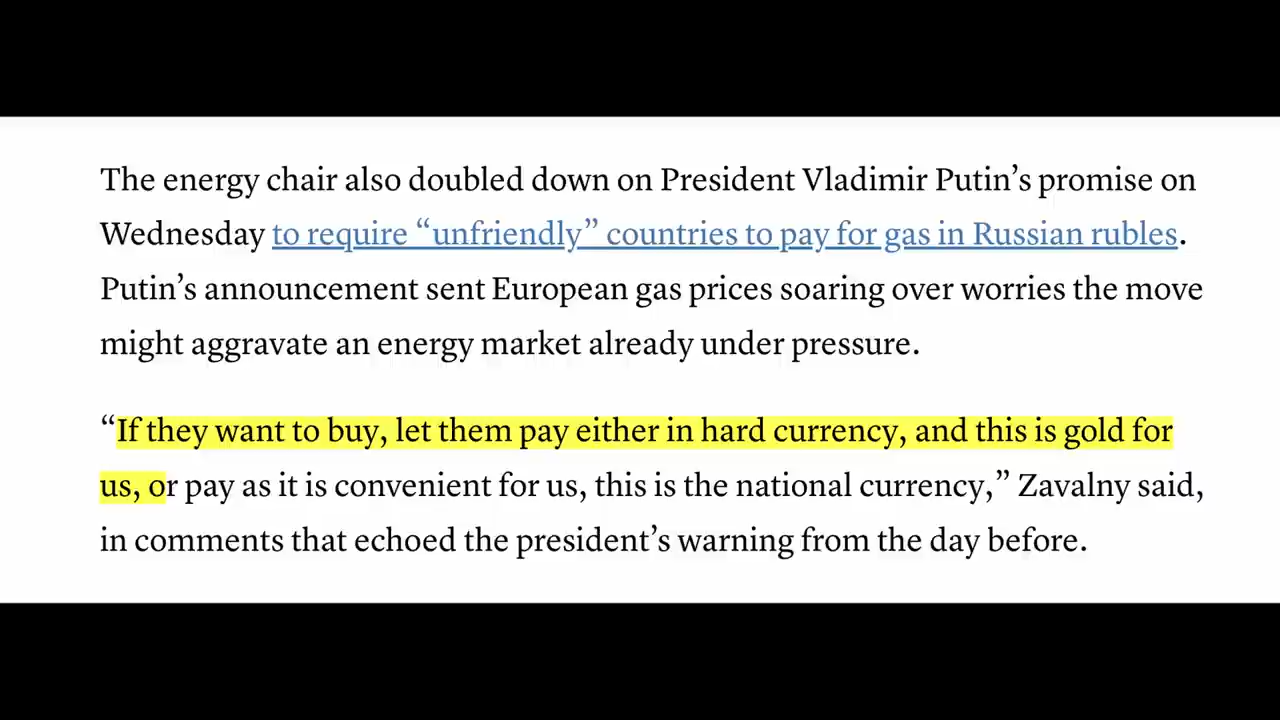 The energy chair also doubled down on President Vladimir Putin’s promise on
Wednesday to require “unfriendly” countries to pay for gas in Russian rubles.
Putin’s announcement sent European gas prices soaring over worries the move
might aggravate an energy market already under pressure.
“If they want to buy, let them pay either in hard currency, and this is gold for
us, or pay as it is convenient for us, this is the national currency,” Zavalny said,
in comments that echoed the president’s warning from the day before.